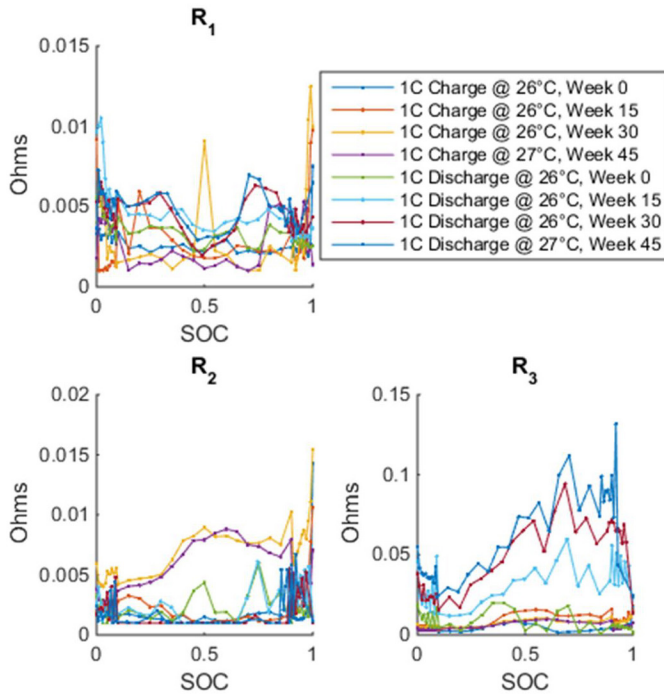 R1
0.015
0.01
0.005
0
Ohms
0 0.5 1
SOC
1C Charge @ 26°C, Week 0
1C Charge @ 26°C, Week 15
1C Charge @ 26°C, Week 30
1C Charge @ 27°C, Week 45
1C Discharge @ 26°C, Week 0
1C Discharge @ 26°C, Week 15
1C Discharge @ 26°C, Week 30
1C Discharge @ 27°C, Week 45
R2
0.02
0.015
0.01
0.005
0
Ohms
0 0.5 1
SOC
R3
0.15
0.1
0.05
0
Ohms
0 0.5 1
SOC